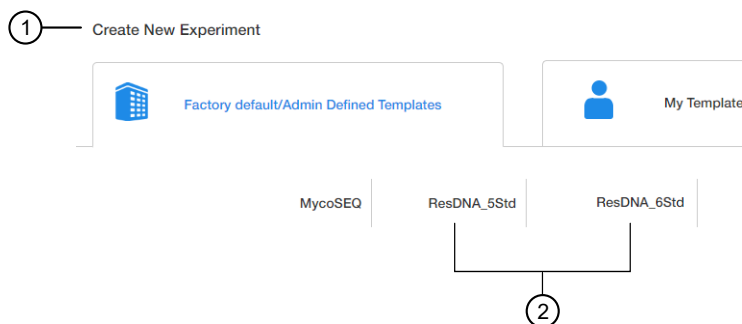 1 Create New Experiment
Factory default/Admin Defined Templates
My Template
MycoSEQ ResDNA_5Std ResDNA_6Std
2